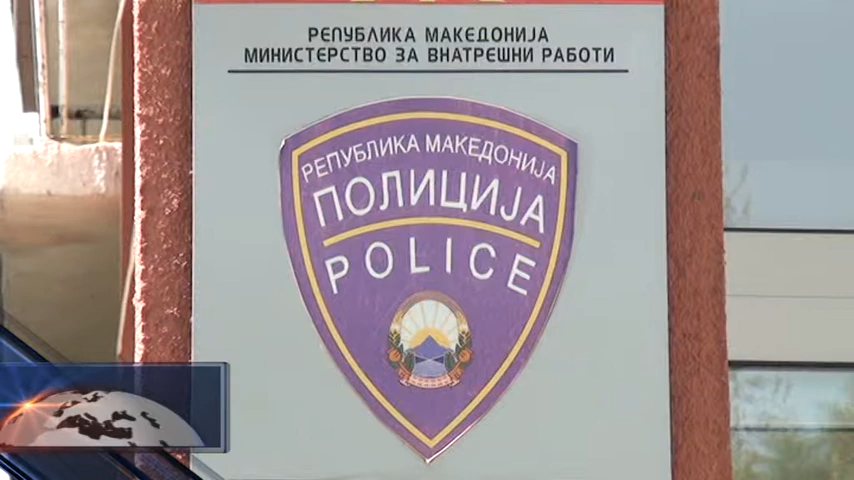 РЕПУБЛИКА МАКЕДОНИЈА
МИНИСТЕРСТВО ЗА ВНАТРЕШНИ РАБОТИ
РЕПУБЛИКА МАКЕДОНИЈА
ПОЛИЦИЈА
POLICE